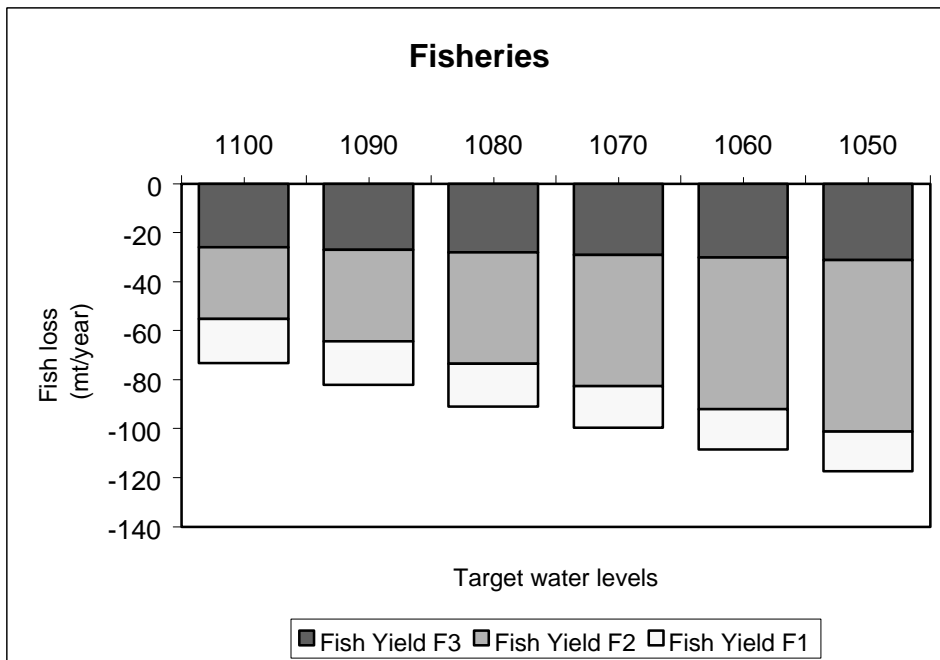 Fisheries
1100 1090 1080 1070 1060 1050
0
-20
-40
-60
-80
-100
-120
-140
Fish loss
(mt/year)
Target water levels
Fish Yield F3 Fish Yield F2 Fish Yield F1